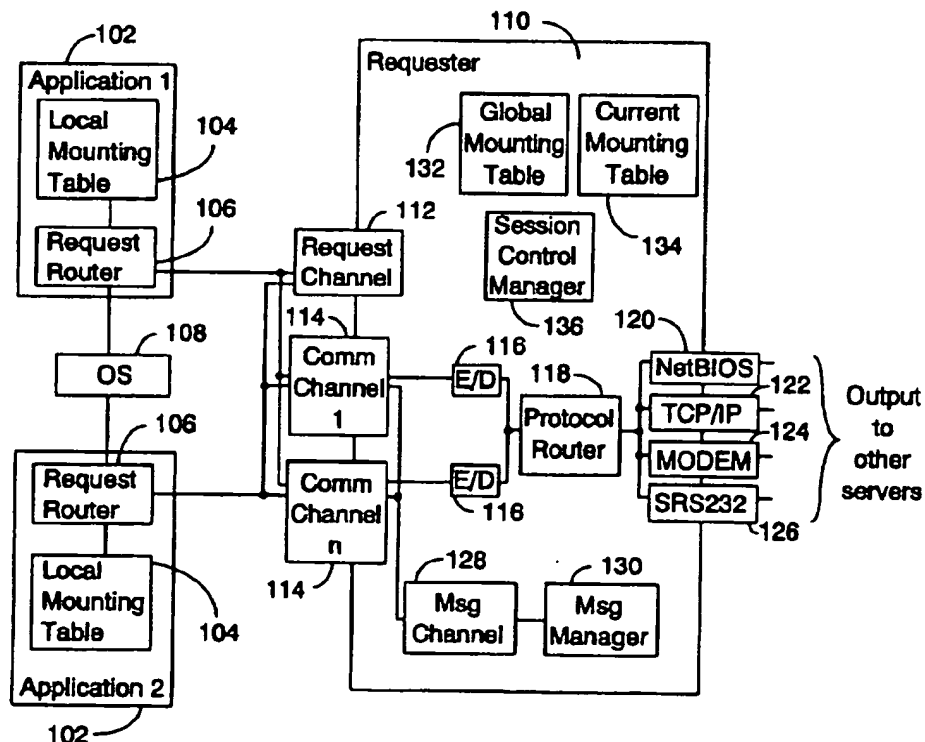 102
Application 1
Local
Mounting
Table
104
106
Request
Router
108
OS
106
Request
Router
Local
Mounting
Table
104
Application 2
102
110
Requester
Global
Mounting
Table
132
Current
Mounting
Table
134
Session
Control
Manager
136
112
Request
Channel
114
Comm
Channel
1
Comm
Channel
n
114
116
E/D
E/D
116
118
Protocol
Router
120
NetBIOS
122
TCP/IP
124
MODEM
SRS232
126
Output
to
other
servers
128
Msg
Channel
130
Msg
Manager